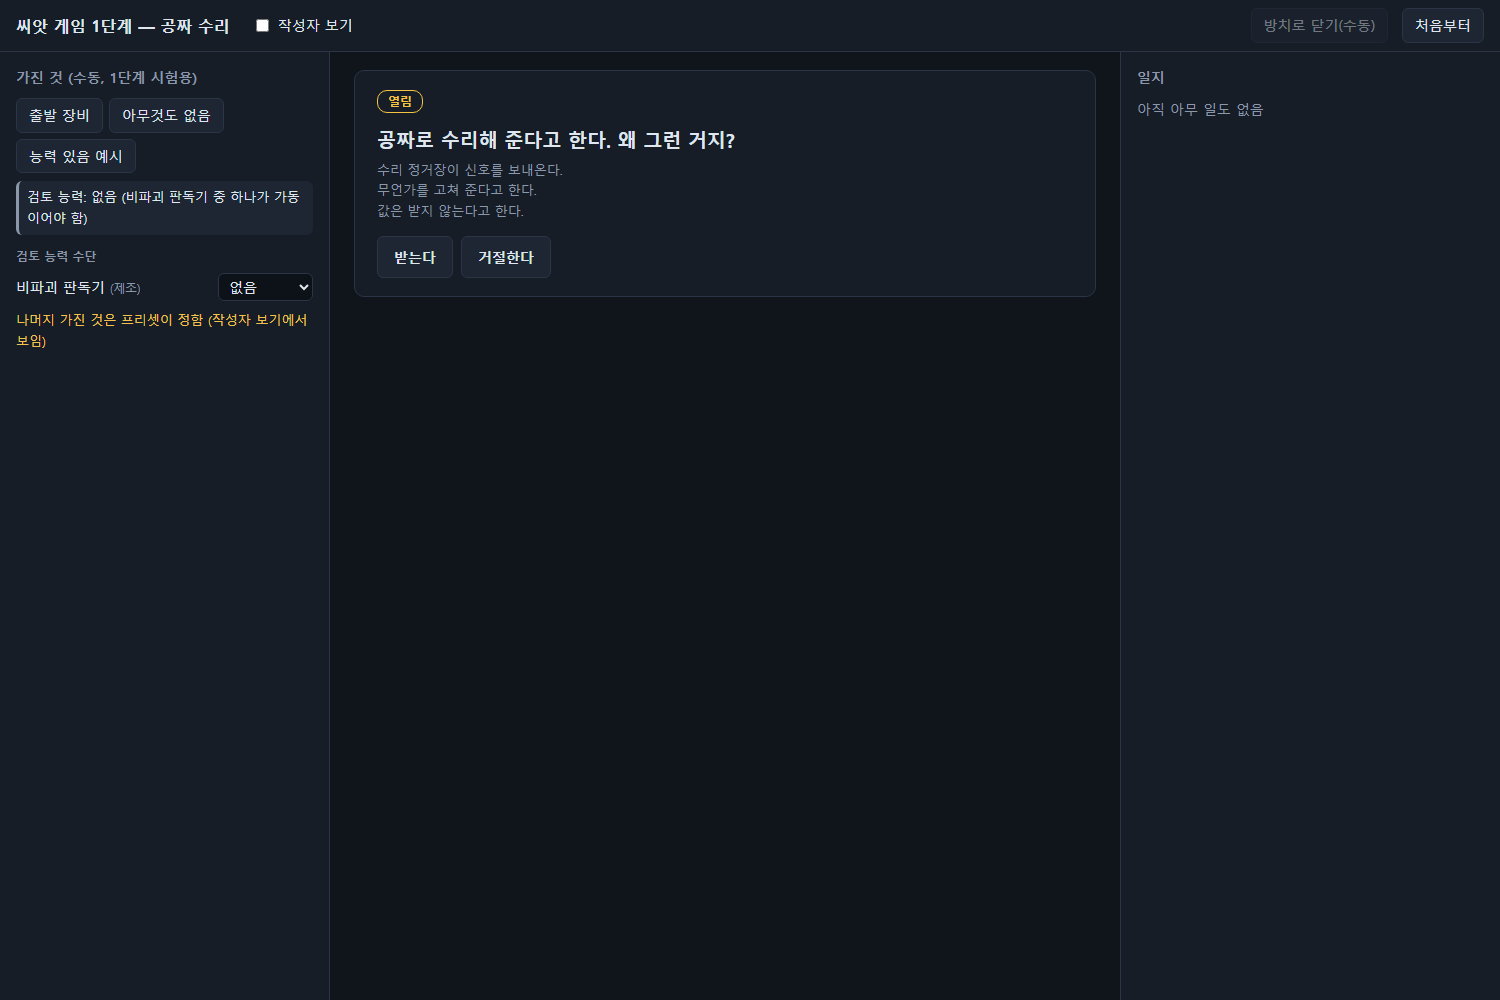 씨앗 게임 1단계 — 공짜 수리
작성자 보기
방치로 닫기(수동)
처음부터
가진 것 (수동, 1단계 시험용)
출발 장비
아무것도 없음
능력 있음 예시
검토 능력: 없음 (비파괴 판독기 중 하나가 가동
이어야 함)
검토 능력 수단
비파괴 판독기 (제조)
없음
나머지 가진 것은 프리셋이 정함 (작성자 보기에서
보임)
열림
공짜로 수리해 준다고 한다. 왜 그런 거지?
수리 정거장이 신호를 보내온다.
무언가를 고쳐 준다고 한다.
값은 받지 않는다고 한다.
받는다
거절한다
일지
아직 아무 일도 없음